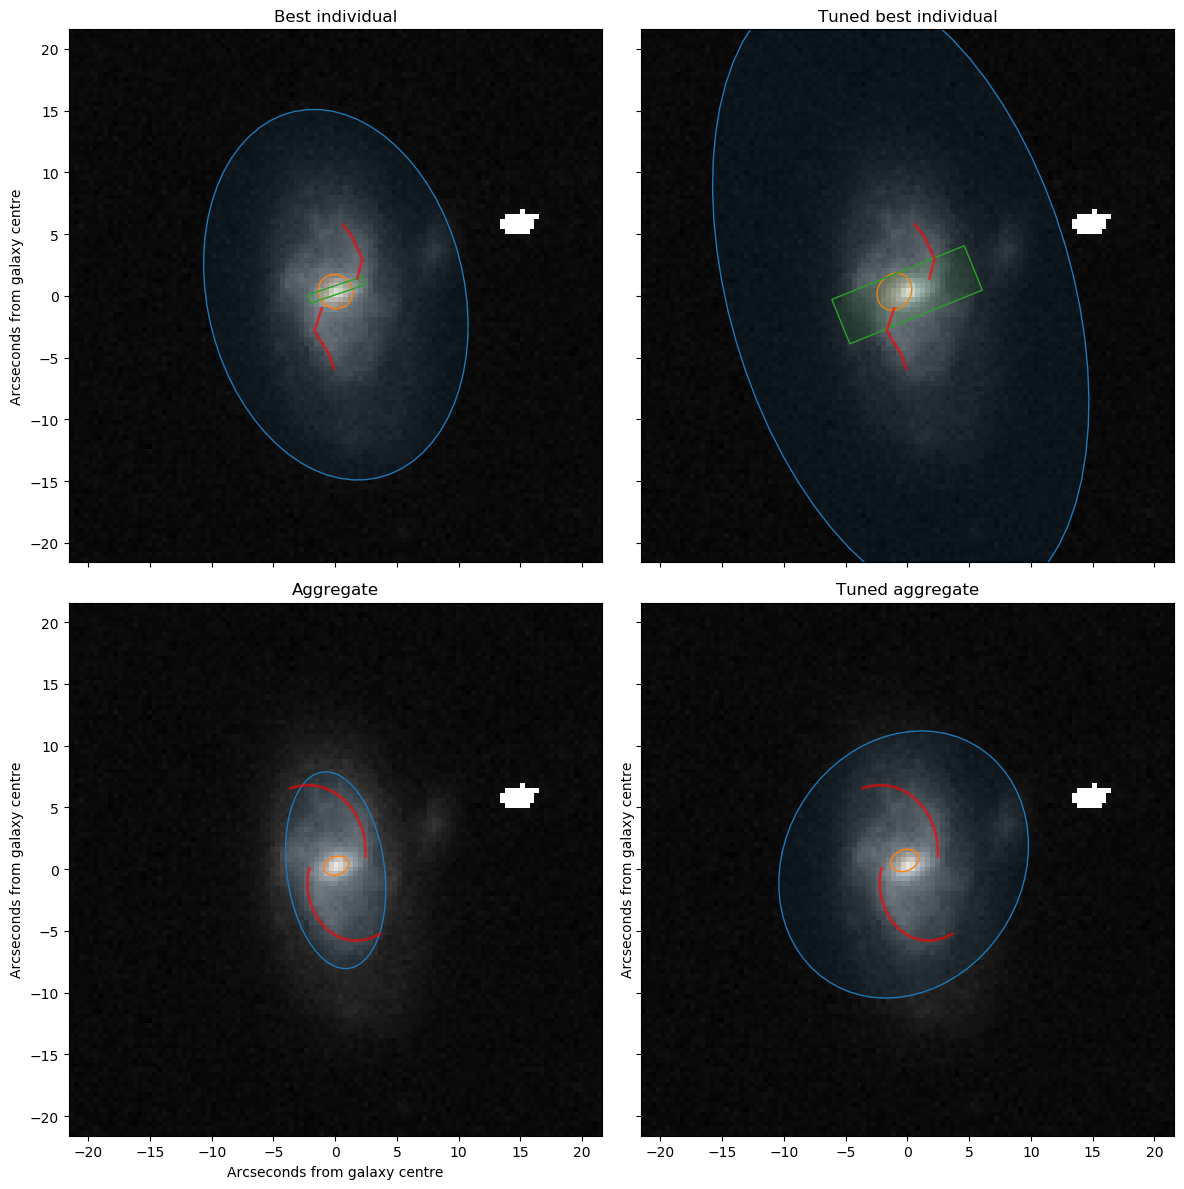 Best individual
Tuned best individual
20
15
10
5
0
−5
−10
−15
−20
Arcseconds from galaxy centre
Aggregate
Tuned aggregate
20
15
10
5
0
−5
−10
−15
−20
Arcseconds from galaxy centre
Arcseconds from galaxy centre
−20 −15 −10 −5 0 5 10 15 20
−20 −15 −10 −5 0 5 10 15 20
Arcseconds from galaxy centre